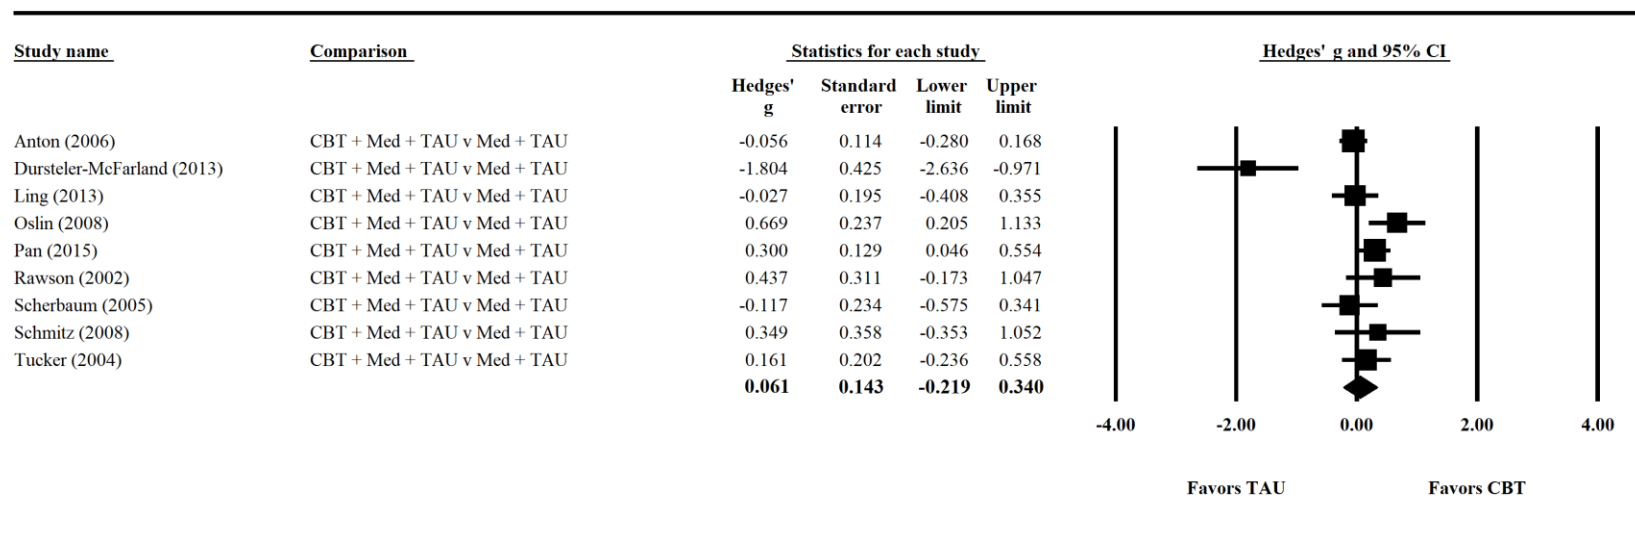 Study name Comparison Statistics for each study Hedges' g and 95% CI
Hedges' Standard Lower Upper
g error limit limit
Anton (2006) CBT + Med + TAU v Med + TAU -0.056 0.114 -0.280 0.168
Dursteler-McFarland (2013) CBT + Med + TAU v Med + TAU -1.804 0.425 -2.636 -0.971
Ling (2013) CBT + Med + TAU v Med + TAU -0.027 0.195 -0.408 0.355
Oslin (2008) CBT + Med + TAU v Med + TAU 0.669 0.237 0.205 1.133
Pan (2015) CBT + Med + TAU v Med + TAU 0.300 0.129 0.046 0.554
Rawson (2002) CBT + Med + TAU v Med + TAU 0.437 0.311 -0.173 1.047
Scherbaum (2005) CBT + Med + TAU v Med + TAU -0.117 0.234 -0.575 0.341
Schmitz (2008) CBT + Med + TAU v Med + TAU 0.349 0.358 -0.353 1.052
Tucker (2004) CBT + Med + TAU v Med + TAU 0.161 0.202 -0.236 0.558
0.061 0.143 -0.219 0.340
-4.00 -2.00 0.00 2.00 4.00
Favors TAU Favors CBT